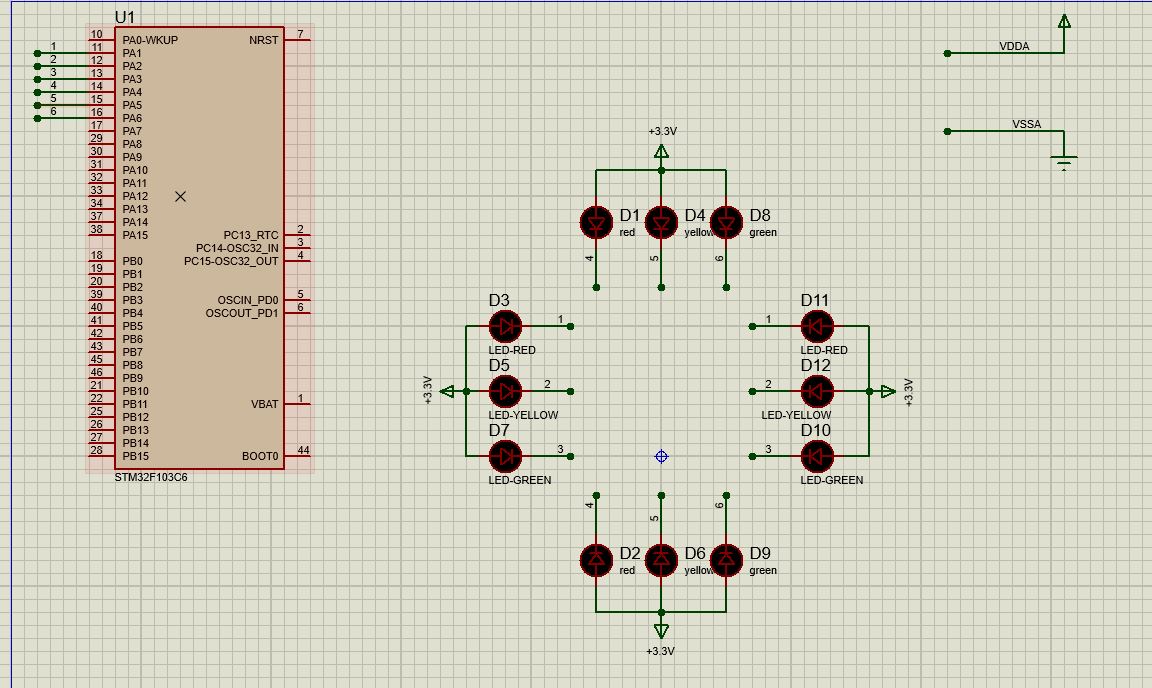 U1
10 PA0-WKUP NRST 7
1 11 PA1
2 12 PA2
3 13 PA3
4 14 PA4
5 15 PA5
6 16 PA6
17 PA7
29 PA8
30 PA9
31 PA10
32 PA11
33 PA12
34 PA13
37 PA14
38 PA15 PC13_RTC 2
PC14-OSC32_IN 3
18 PB0 PC15-OSC32_OUT 4
19 PB1
20 PB2
39 PB3 OSCIN_PD0 5
40 PB4 OSCOUT_PD1 6
41 PB5
42 PB6
43 PB7
45 PB8
46 PB9
21 PB10
22 PB11 VBAT 1
25 PB12
26 PB13
27 PB14
28 PB15 BOOT0 44
STM32F103C6
VDDA
VSSA
+3.3V
D1 D4 D8
red yellow green
4 5 6
D3
1
LED-RED
D5
2
LED-YELLOW
D7
3
LED-GREEN
+3.3V
D11
1
LED-RED
D12
2
LED-YELLOW
D10
3
LED-GREEN
+3.3V
4 5 6
D2 D6 D9
red yellow green
+3.3V